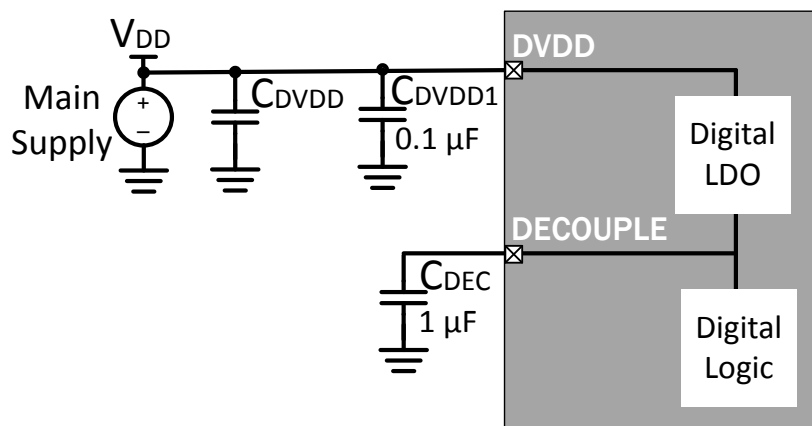 VDD
DVDD
Main
Supply
+
–
CDVDD
CDVDD1
0.1 µF
Digital
LDO
DECOUPLE
CDEC
1 µF
Digital
Logic